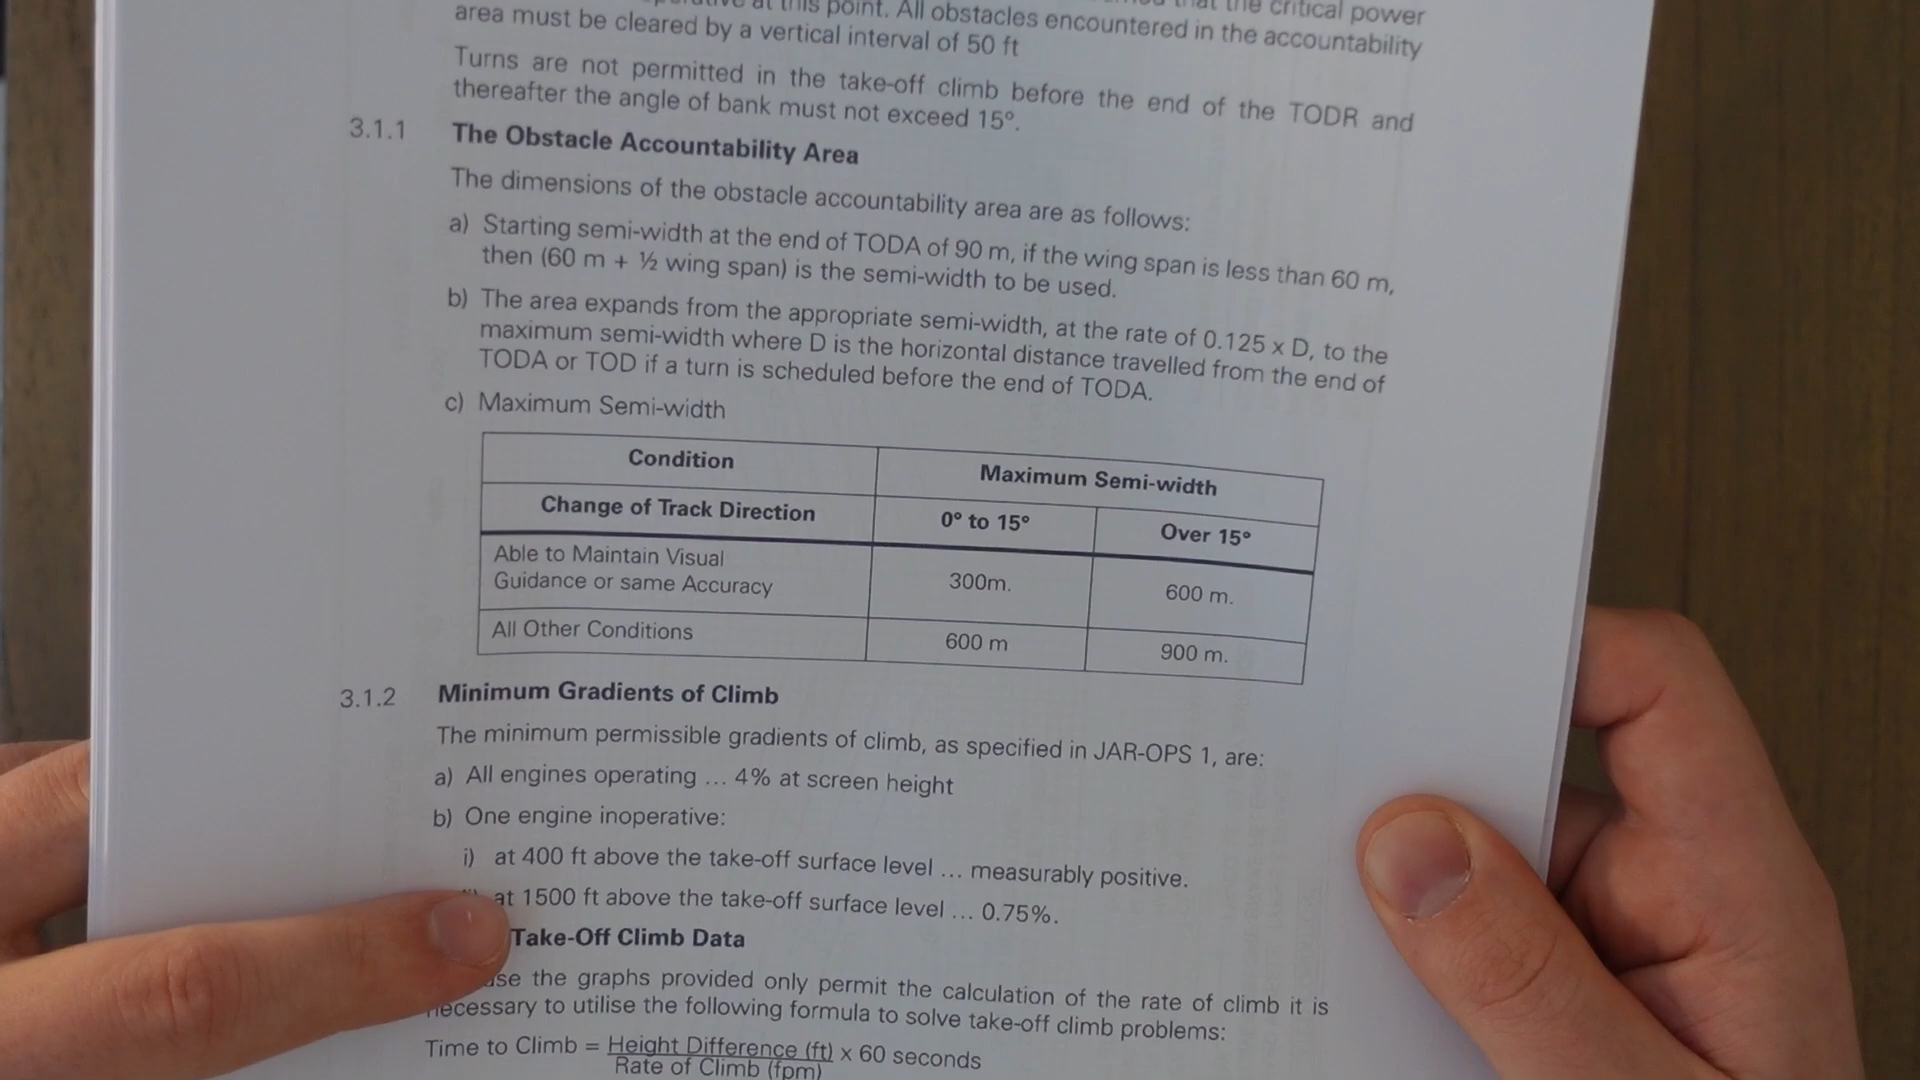 at this point. All obstacles encountered in the accountability
that the critical power
area must be cleared by a vertical interval of 50 ft
Turns are not permitted in the take-off climb before the end of the TODR and
thereafter the angle of bank must not exceed 15°.
3.1.1 The Obstacle Accountability Area
The dimensions of the obstacle accountability area are as follows:
a) Starting semi-width at the end of TODA of 90 m, if the wing span is less than 60 m,
then (60 m + ½ wing span) is the semi-width to be used.
b) The area expands from the appropriate semi-width, at the rate of 0.125 x D, to the
maximum semi-width where D is the horizontal distance travelled from the end of
TODA or TOD if a turn is scheduled before the end of TODA.
c) Maximum Semi-width
Condition Maximum Semi-width
Change of Track Direction 0° to 15° Over 15°
Able to Maintain Visual
Guidance or same Accuracy 300m. 600 m.
All Other Conditions 600 m 900 m.
3.1.2 Minimum Gradients of Climb
The minimum permissible gradients of climb, as specified in JAR-OPS 1, are:
a) All engines operating ... 4% at screen height
b) One engine inoperative:
i) at 400 ft above the take-off surface level ... measurably positive.
at 1500 ft above the take-off surface level ... 0.75%.
Take-Off Climb Data
the graphs provided only permit the calculation of the rate of climb it is
necessary to utilise the following formula to solve take-off climb problems:
Time to Climb = Height Difference (ft) x 60 seconds
Rate of Climb (fpm)